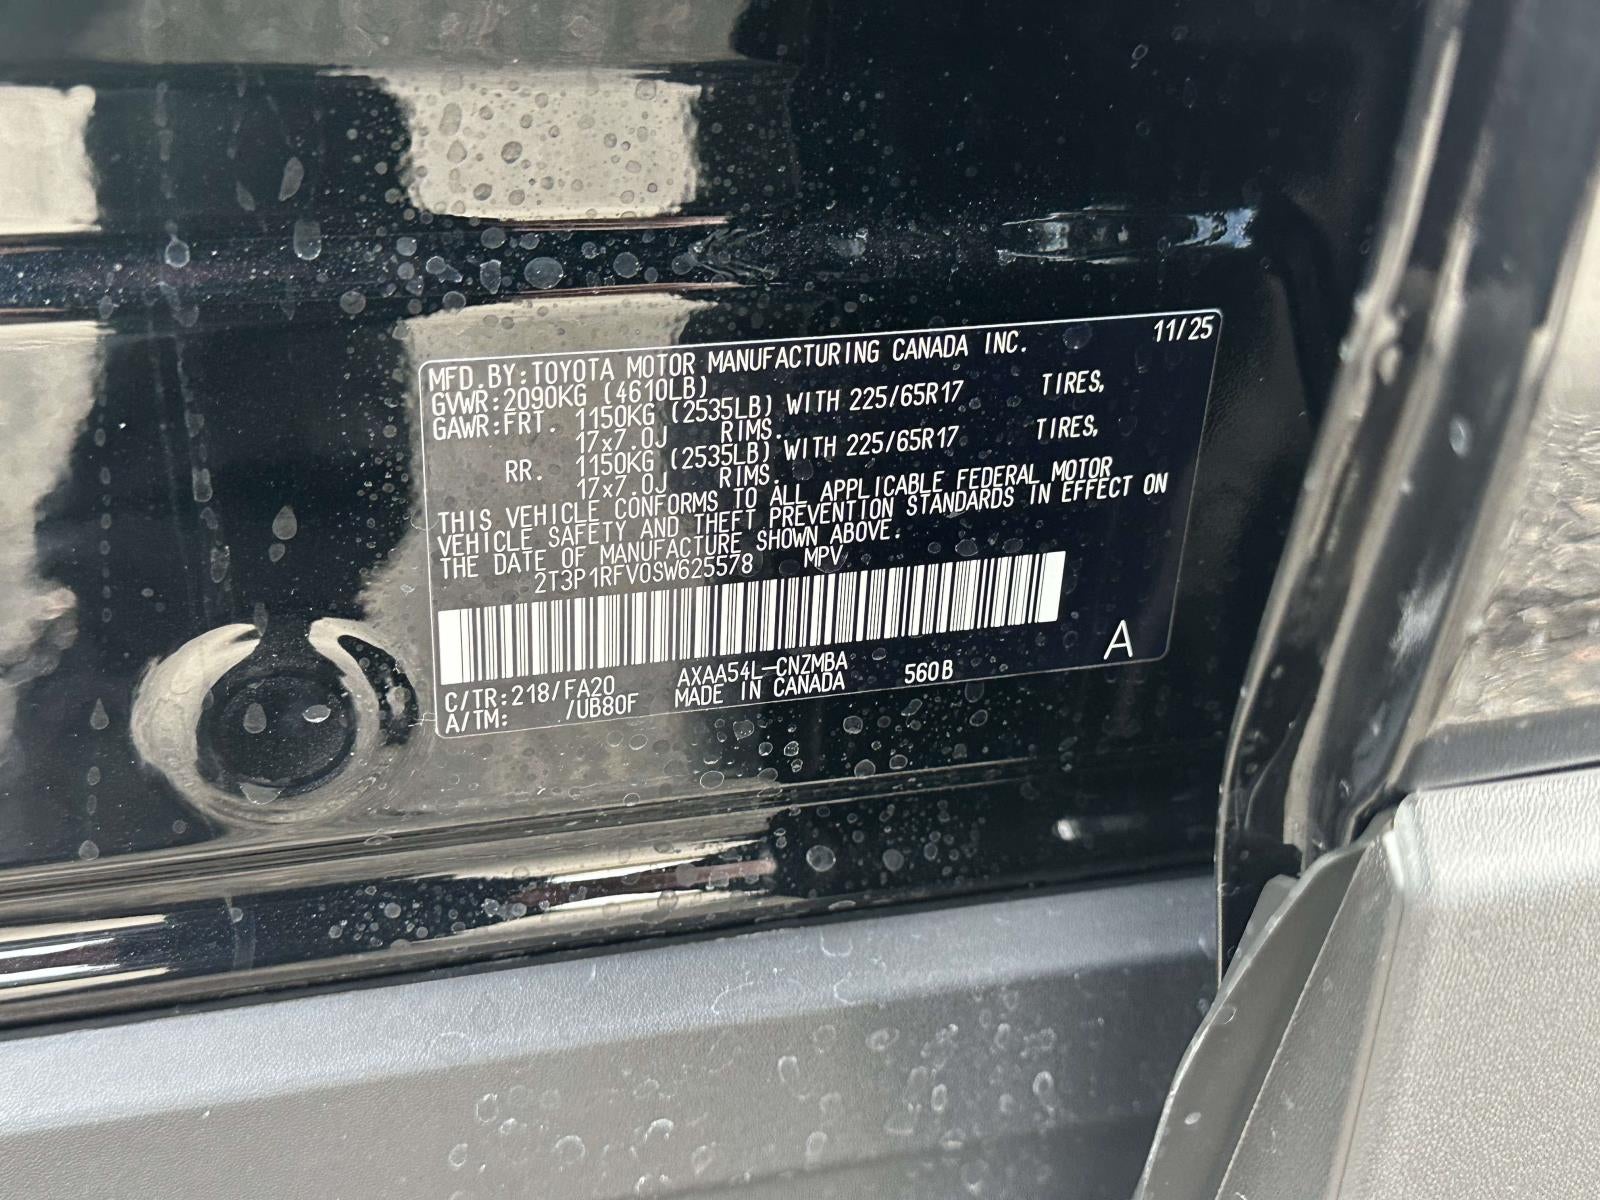 MFD.BY:TOYOTA MOTOR MANUFACTURING CANADA INC. 11/25
GVWR:2090KG (4610LB)
GAWR:FRT. 1150KG (2535LB) WITH 225/65R17 TIRES,
17x7.0J RIMS.
RR. 1150KG (2535LB) WITH 225/65R17 TIRES,
17x7.0J RIMS.
THIS VEHICLE CONFORMS TO ALL APPLICABLE FEDERAL MOTOR
VEHICLE SAFETY AND THEFT PREVENTION STANDARDS IN EFFECT ON
THE DATE OF MANUFACTURE SHOWN ABOVE.
2T3P1RFV0SW625578 MPV
C/TR:218/FA20 AXAA54L-CNZMBA 560B A
A/TM: /UB80F MADE IN CANADA